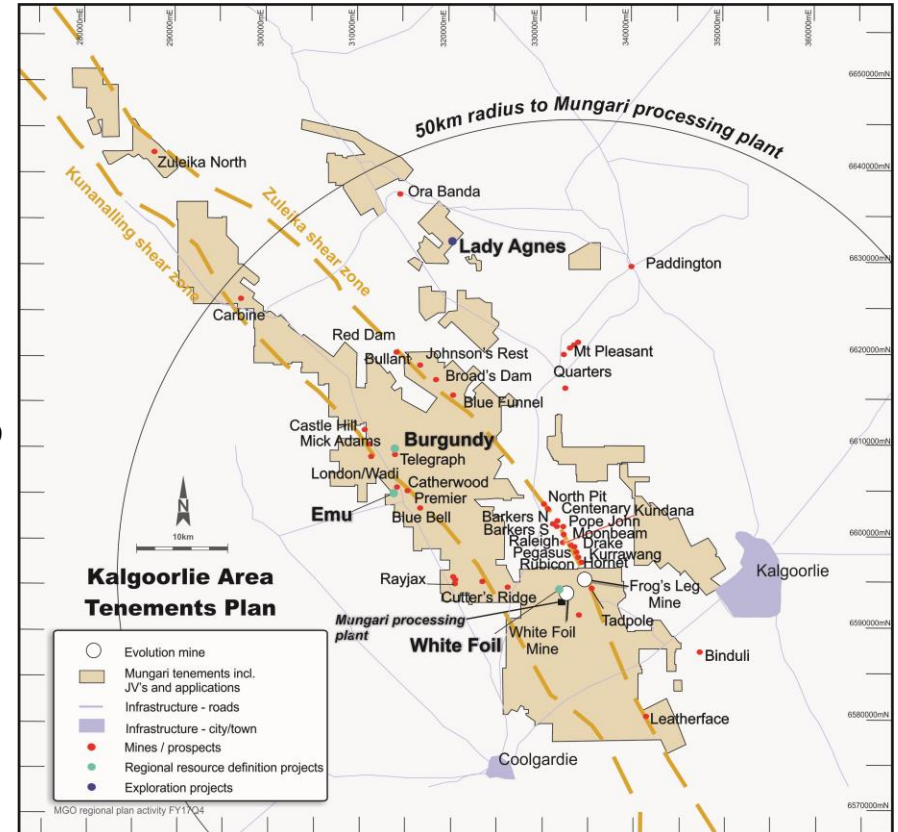 280000mE
290000mE
300000mE
310000mE
320000mE
330000mE
340000mE
350000mE
360000mE
6650000mN
50km radius to Mungari processing plant
Zuleika North
6640000mN
Kunanalling shear zone
Zuleika shear zone
Ora Banda
Lady Agnes
Paddington
6630000mN
Carbine
Red Dam
Bullant
Johnson's Rest
Mt Pleasant
6620000mN
Broad's Dam
Quarters
Blue Funnel
Castle Hill
Burgundy
6610000mN
Mick Adams
Telegraph
London/Wadi
Catherwood
Premier
Emu
Blue Bell
North Pit
Centenary
Kundana
Barkers N
Pope John
Barkers S
Moonbeam
6600000mN
Raleigh
Drake
Pegasus
Kurrawang
Rubicon
Hornet
N
10km
Kalgoorlie
Kalgoorlie Area
Tenements Plan
Rayjax
Cutter's Ridge
Frog's Leg
Mine
Mungari processing
plant
White Foil
White Foil
Mine
Tadpole
6590000mN
Binduli
Leatherface
6580000mN
Coolgardie
6570000mN
Evolution mine
Mungari tenements incl.
JV's and applications
Infrastructure - roads
Infrastructure - city/town
Mines / prospects
Regional resource definition projects
Exploration projects
MGO regional plan activity FY17Q4